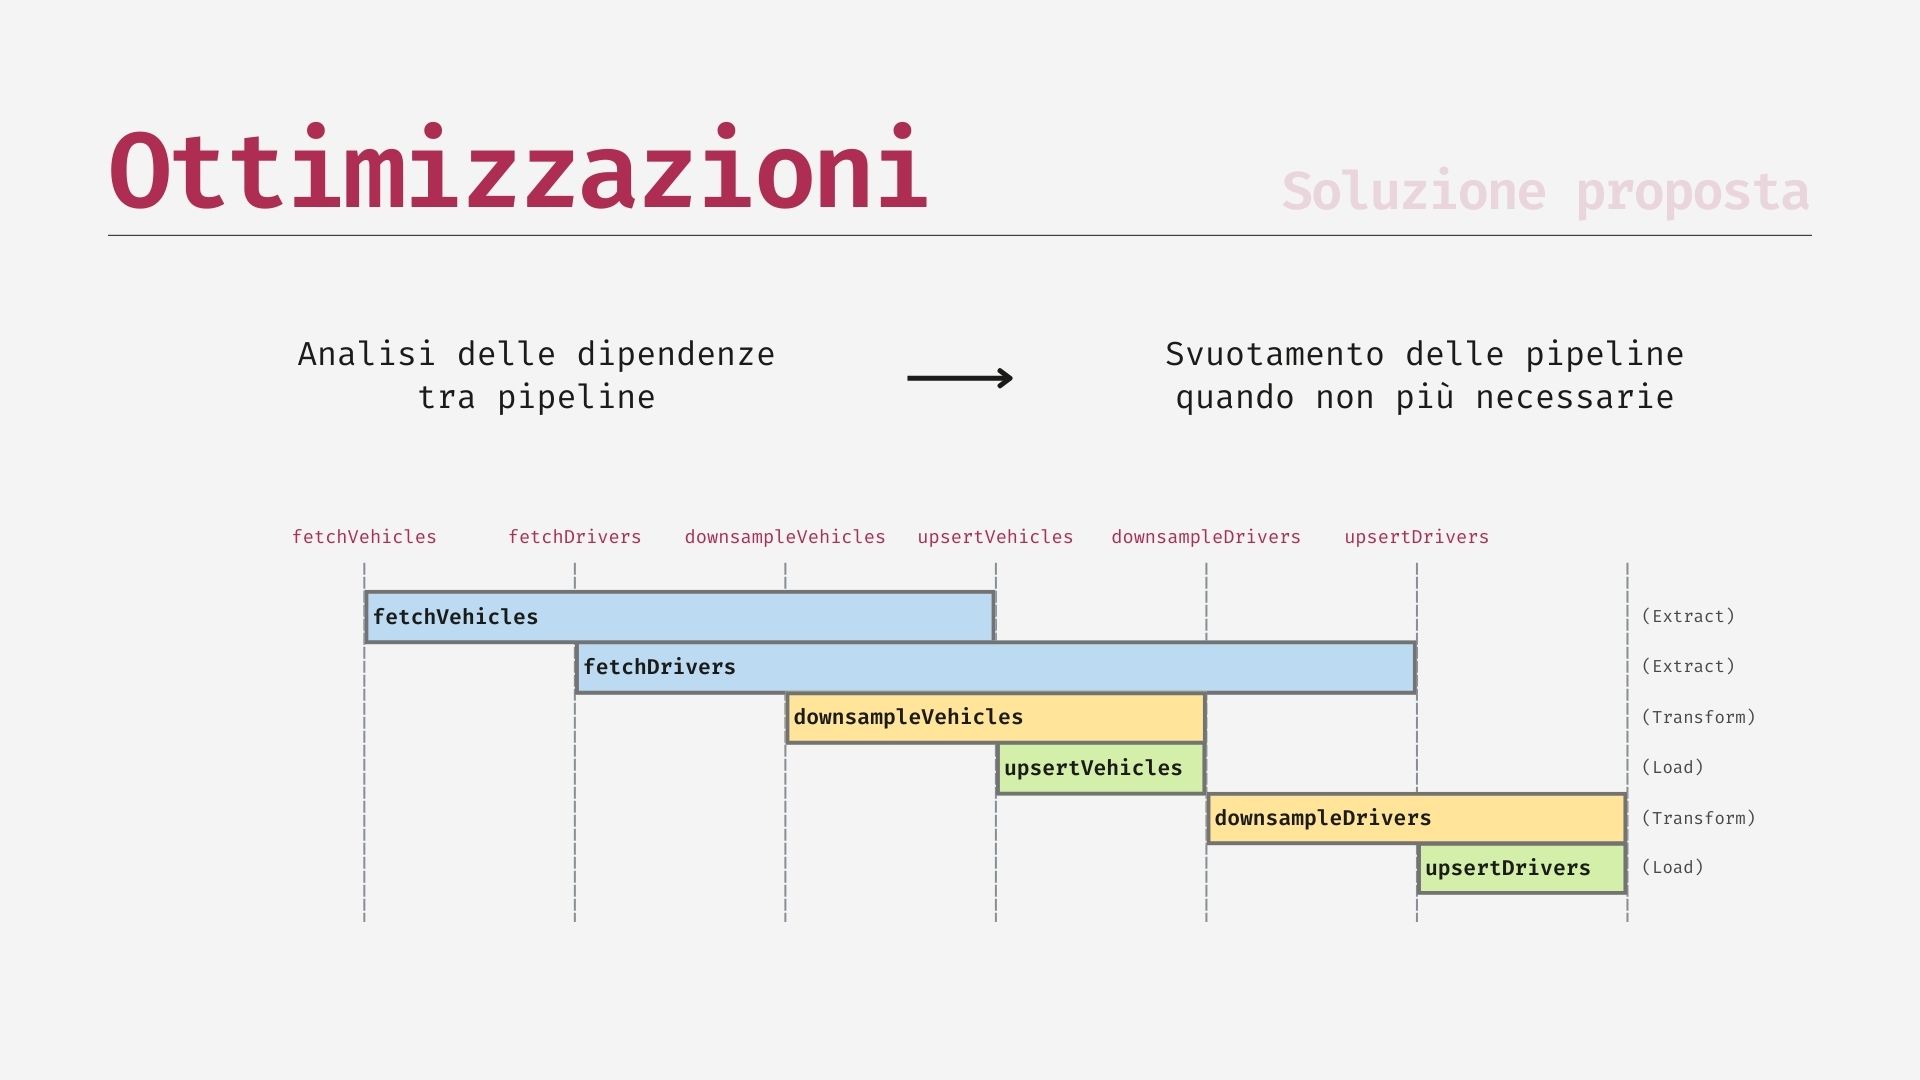 Ottimizzazioni
Soluzione proposta
Analisi delle dipendenze
tra pipeline
Svuotamento delle pipeline
quando non più necessarie
fetchVehicles
fetchDrivers
downsampleVehicles
upsertVehicles
downsampleDrivers
upsertDrivers
fetchVehicles
(Extract)
fetchDrivers
(Extract)
downsampleVehicles
(Transform)
upsertVehicles
(Load)
downsampleDrivers
(Transform)
upsertDrivers
(Load)